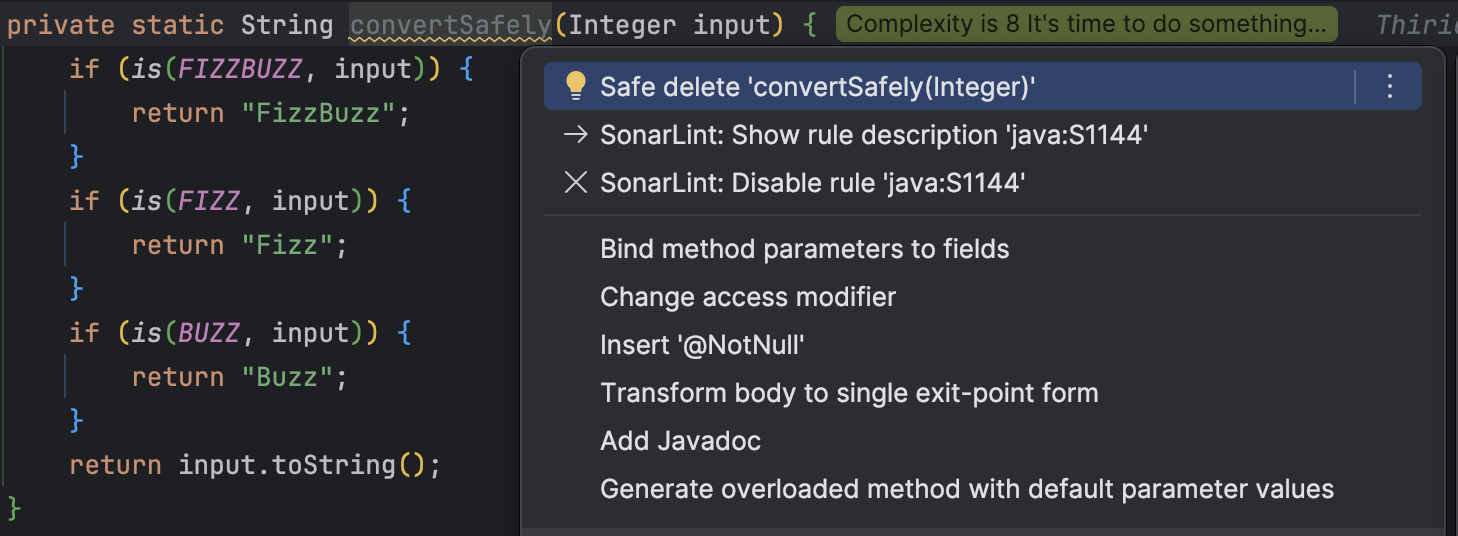 private static String convertSafely(Integer input) { Complexity is 8 It's time to do something...
if (is(FIZZBUZZ, input)) {
return "FizzBuzz";
}
if (is(FIZZ, input)) {
return "Fizz";
}
if (is(BUZZ, input)) {
return "Buzz";
}
return input.toString();
}
Safe delete 'convertSafely(Integer)'
SonarLint: Show rule description 'java:S1144'
SonarLint: Disable rule 'java:S1144'
Bind method parameters to fields
Change access modifier
Insert '@NotNull'
Transform body to single exit-point form
Add Javadoc
Generate overloaded method with default parameter values